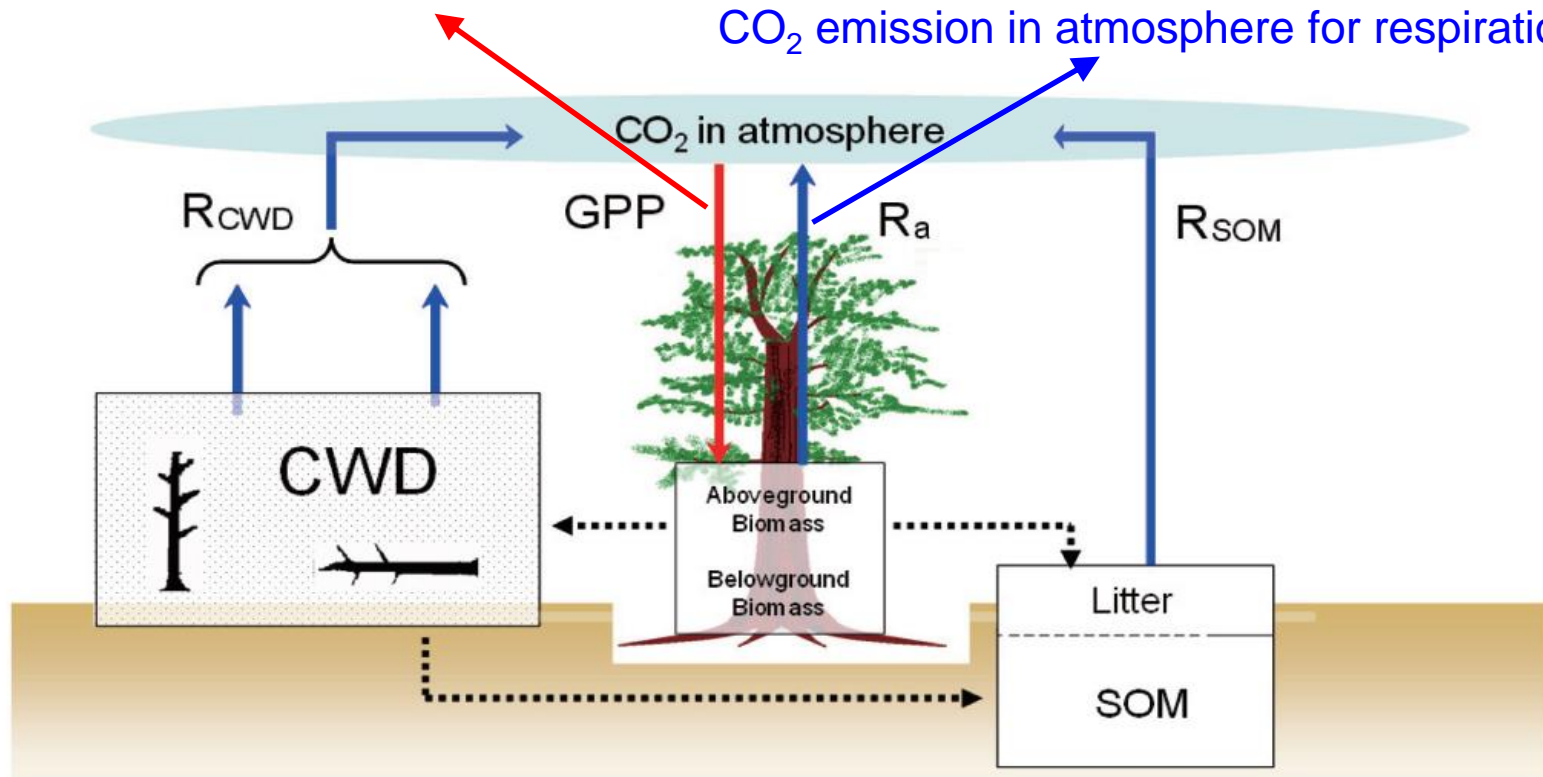 CO₂ emission in atmosphere for respiratio
CO₂ in atmosphere
RCWD
GPP
Ra
RSOM
CWD
Aboveground
Biomass
Belowground
Biomass
Litter
SOM